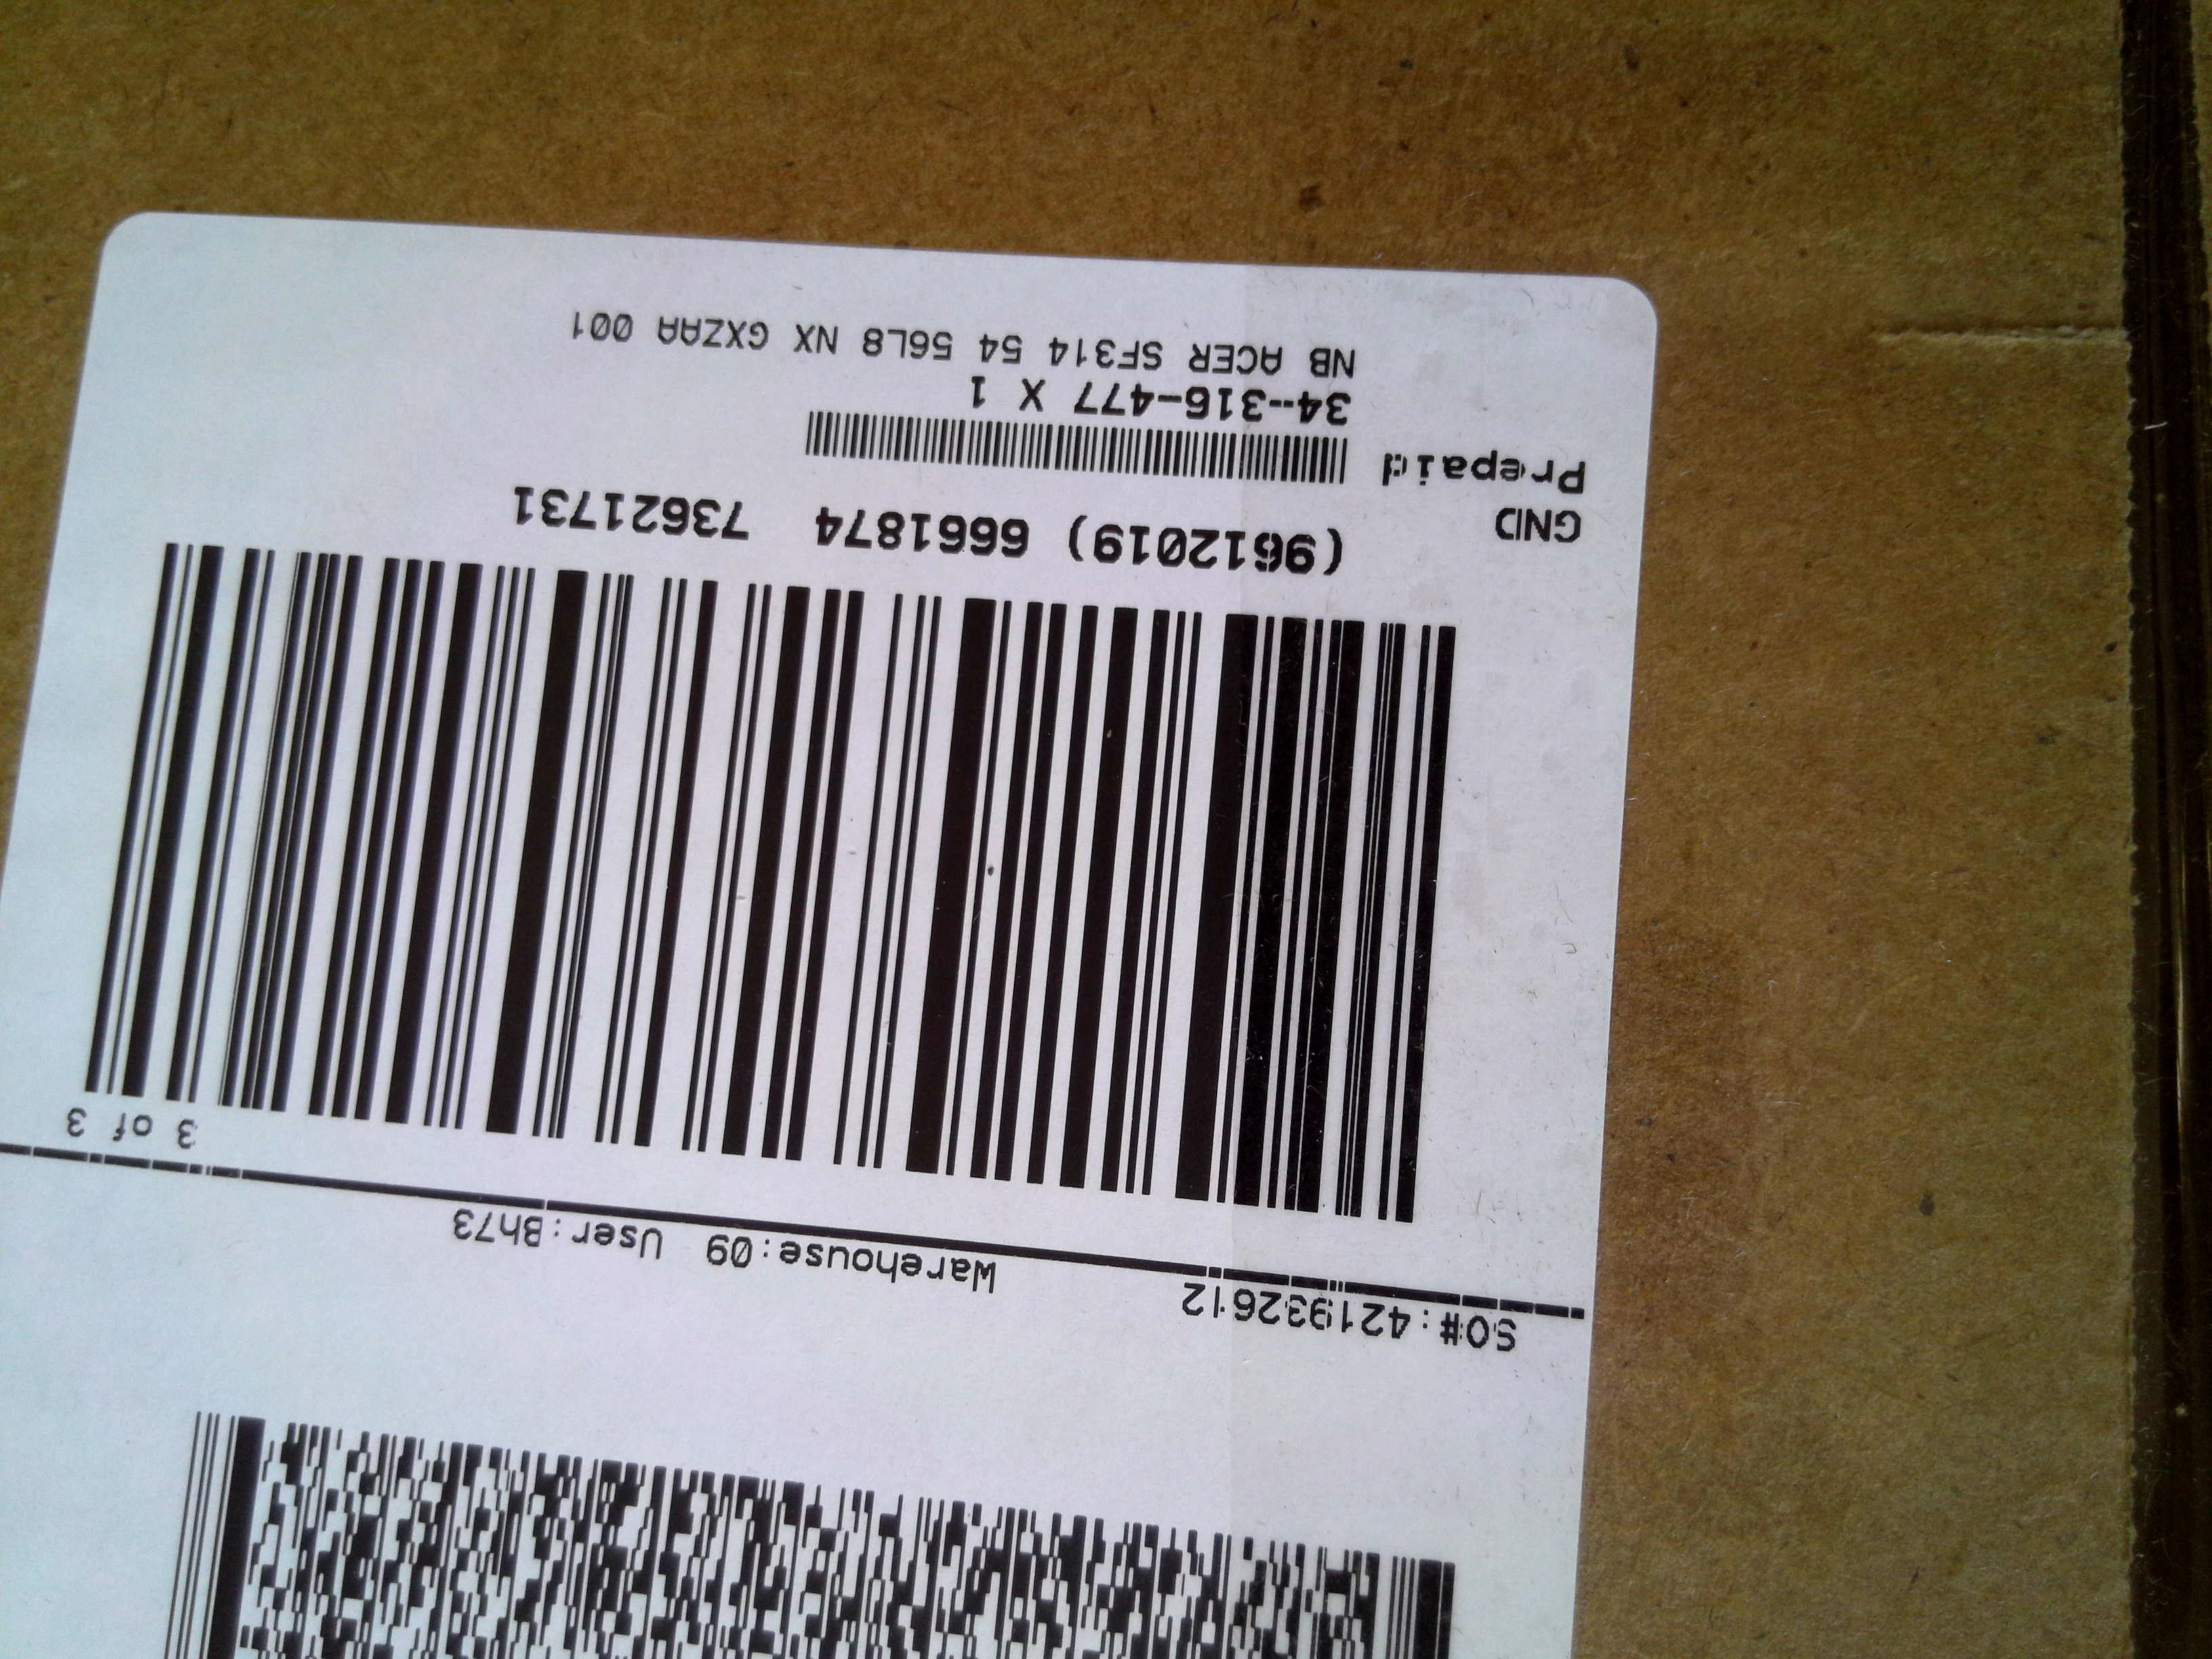 SO#:421932612 Warehouse:09 User:Bh73
3 of 3
(9612019) 6661874 73621731
GND
Prepaid
34--316-477 X 1
NB ACER SF314 54 56L8 NX GXZAA 001